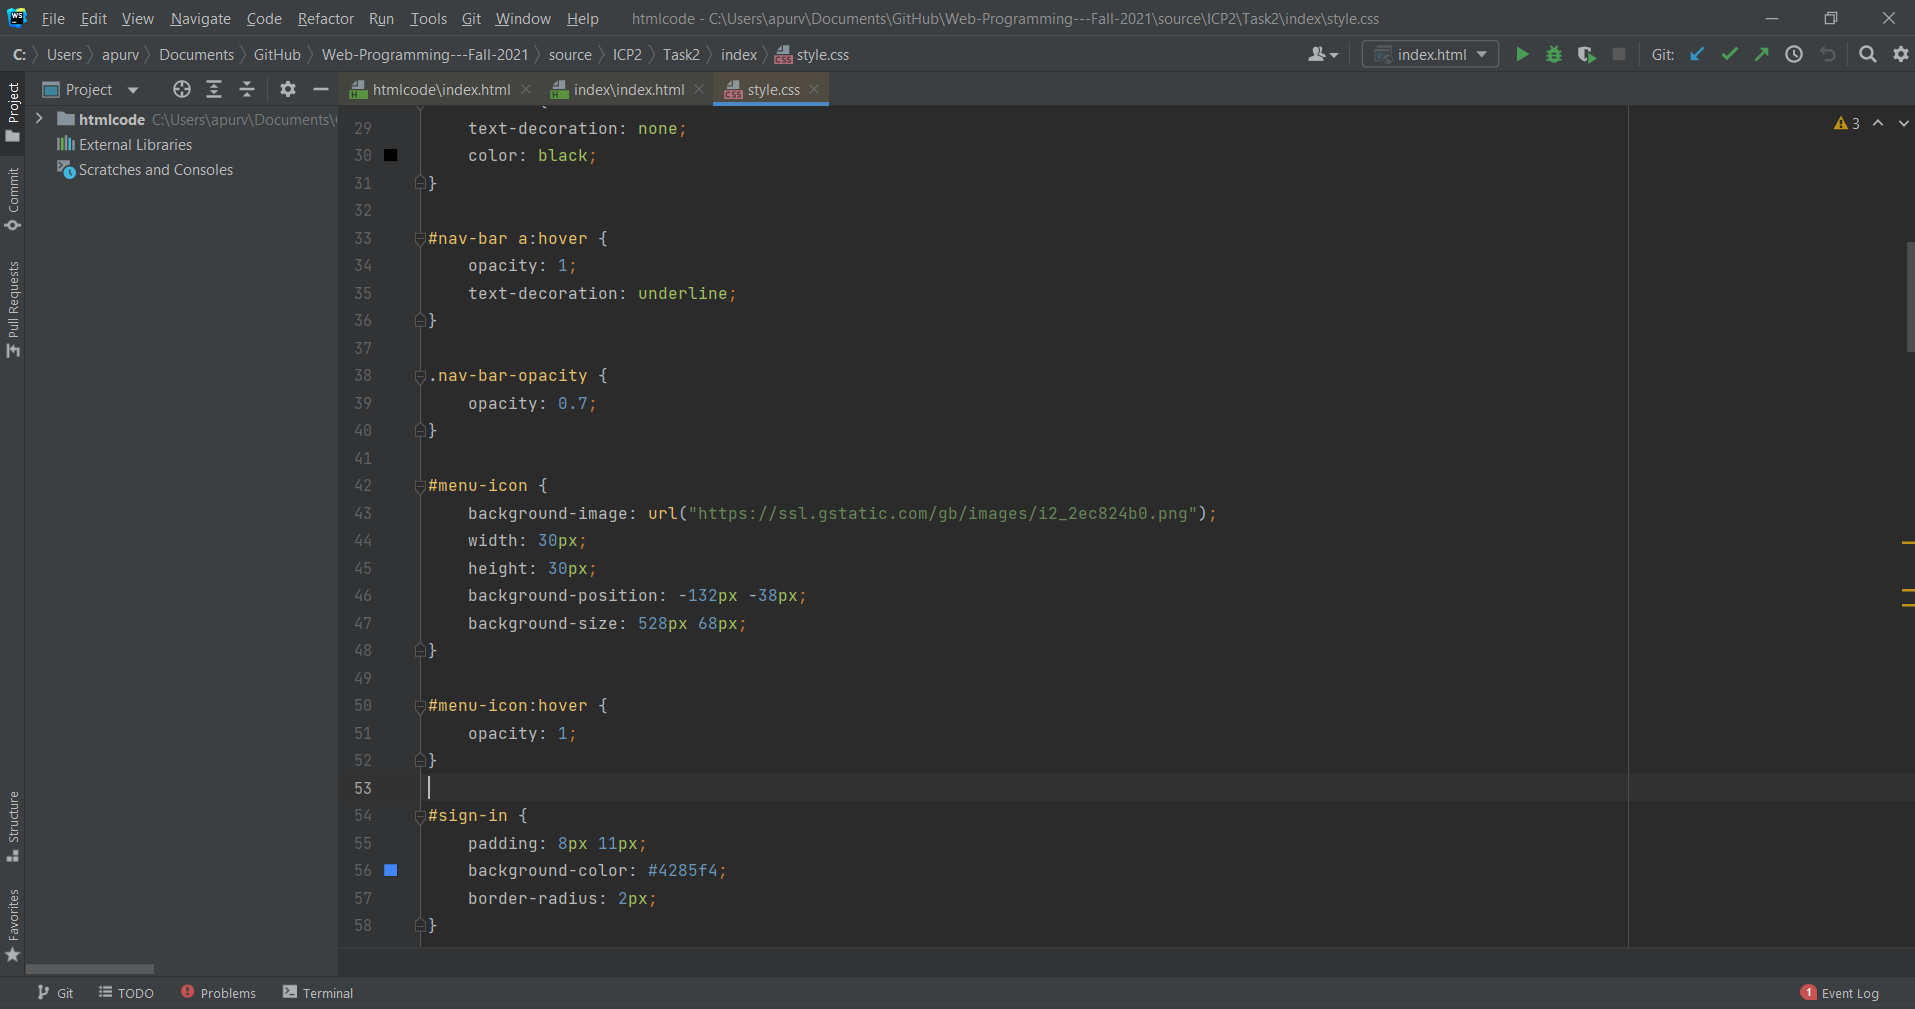 WS File Edit View Navigate Code Refactor Run Tools Git Window Help htmlcode - C:\Users\apurv\Documents\GitHub\Web-Programming---Fall-2021\source\ICP2\Task2\index\style.css
C: Users apurv Documents GitHub Web-Programming---Fall-2021 source ICP2 Task2 index style.css index.html Git:
Project htmlcode\index.html index\index.html style.css
htmlcode C:\Users\apurv\Documents\
External Libraries
Scratches and Consoles
Project
Commit
Pull Requests
Structure
Favorites
3
29 text-decoration: none;
30 color: black;
31 }
32
33 #nav-bar a:hover {
34 opacity: 1;
35 text-decoration: underline;
36 }
37
38 .nav-bar-opacity {
39 opacity: 0.7;
40 }
41
42 #menu-icon {
43 background-image: url("https://ssl.gstatic.com/gb/images/i2_2ec824b0.png");
44 width: 30px;
45 height: 30px;
46 background-position: -132px -38px;
47 background-size: 528px 68px;
48 }
49
50 #menu-icon:hover {
51 opacity: 1;
52 }
53
54 #sign-in {
55 padding: 8px 11px;
56 background-color: #4285f4;
57 border-radius: 2px;
58 }
Git TODO Problems Terminal 1 Event Log